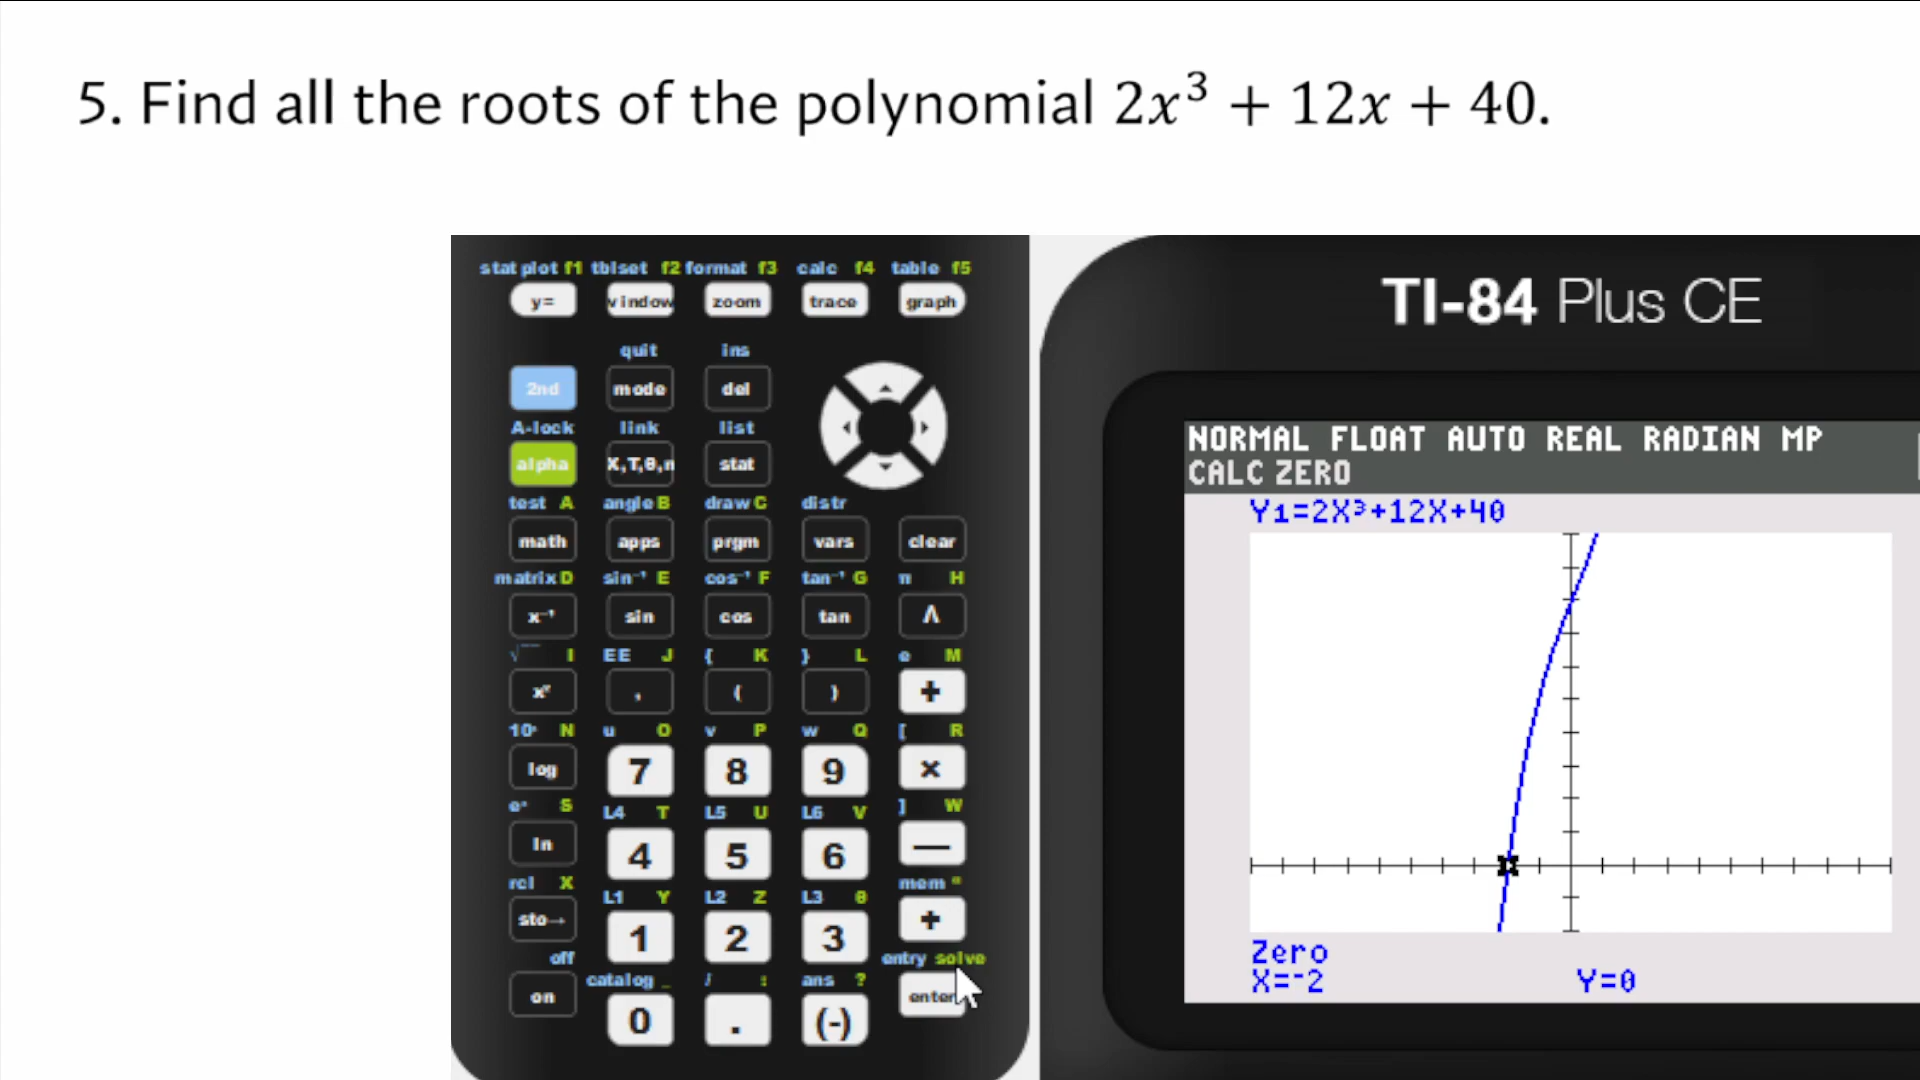 5. Find all the roots of the polynomial 2x³ + 12x + 40.
stat plot f1 tblset f2 format f3 calc f4 table f5
y= window zoom trace graph
quit ins
2nd mode del
A-lock link list
alpha X,T,θ,n stat
test A angle B draw C distr
math apps prgm vars clear
matrix D sin⁻¹ E cos⁻¹ F tan⁻¹ G π H
x⁻¹ sin cos tan ^
√ I EE J { K } L e M
x² , ( ) ÷
10ˣ N u O v P w Q [ R
log 7 8 9 ×
eˣ S L4 T L5 U L6 V ] W
ln 4 5 6 —
rcl X L1 Y L2 Z L3 θ mem "
sto→ 1 2 3 +
off catalog _ i : ans ? entry solve
on 0 . (-) enter
TI-84 Plus CE
NORMAL FLOAT AUTO REAL RADIAN MP
CALC ZERO
Y₁=2X³+12X+40
Zero
X=⁻2 Y=0